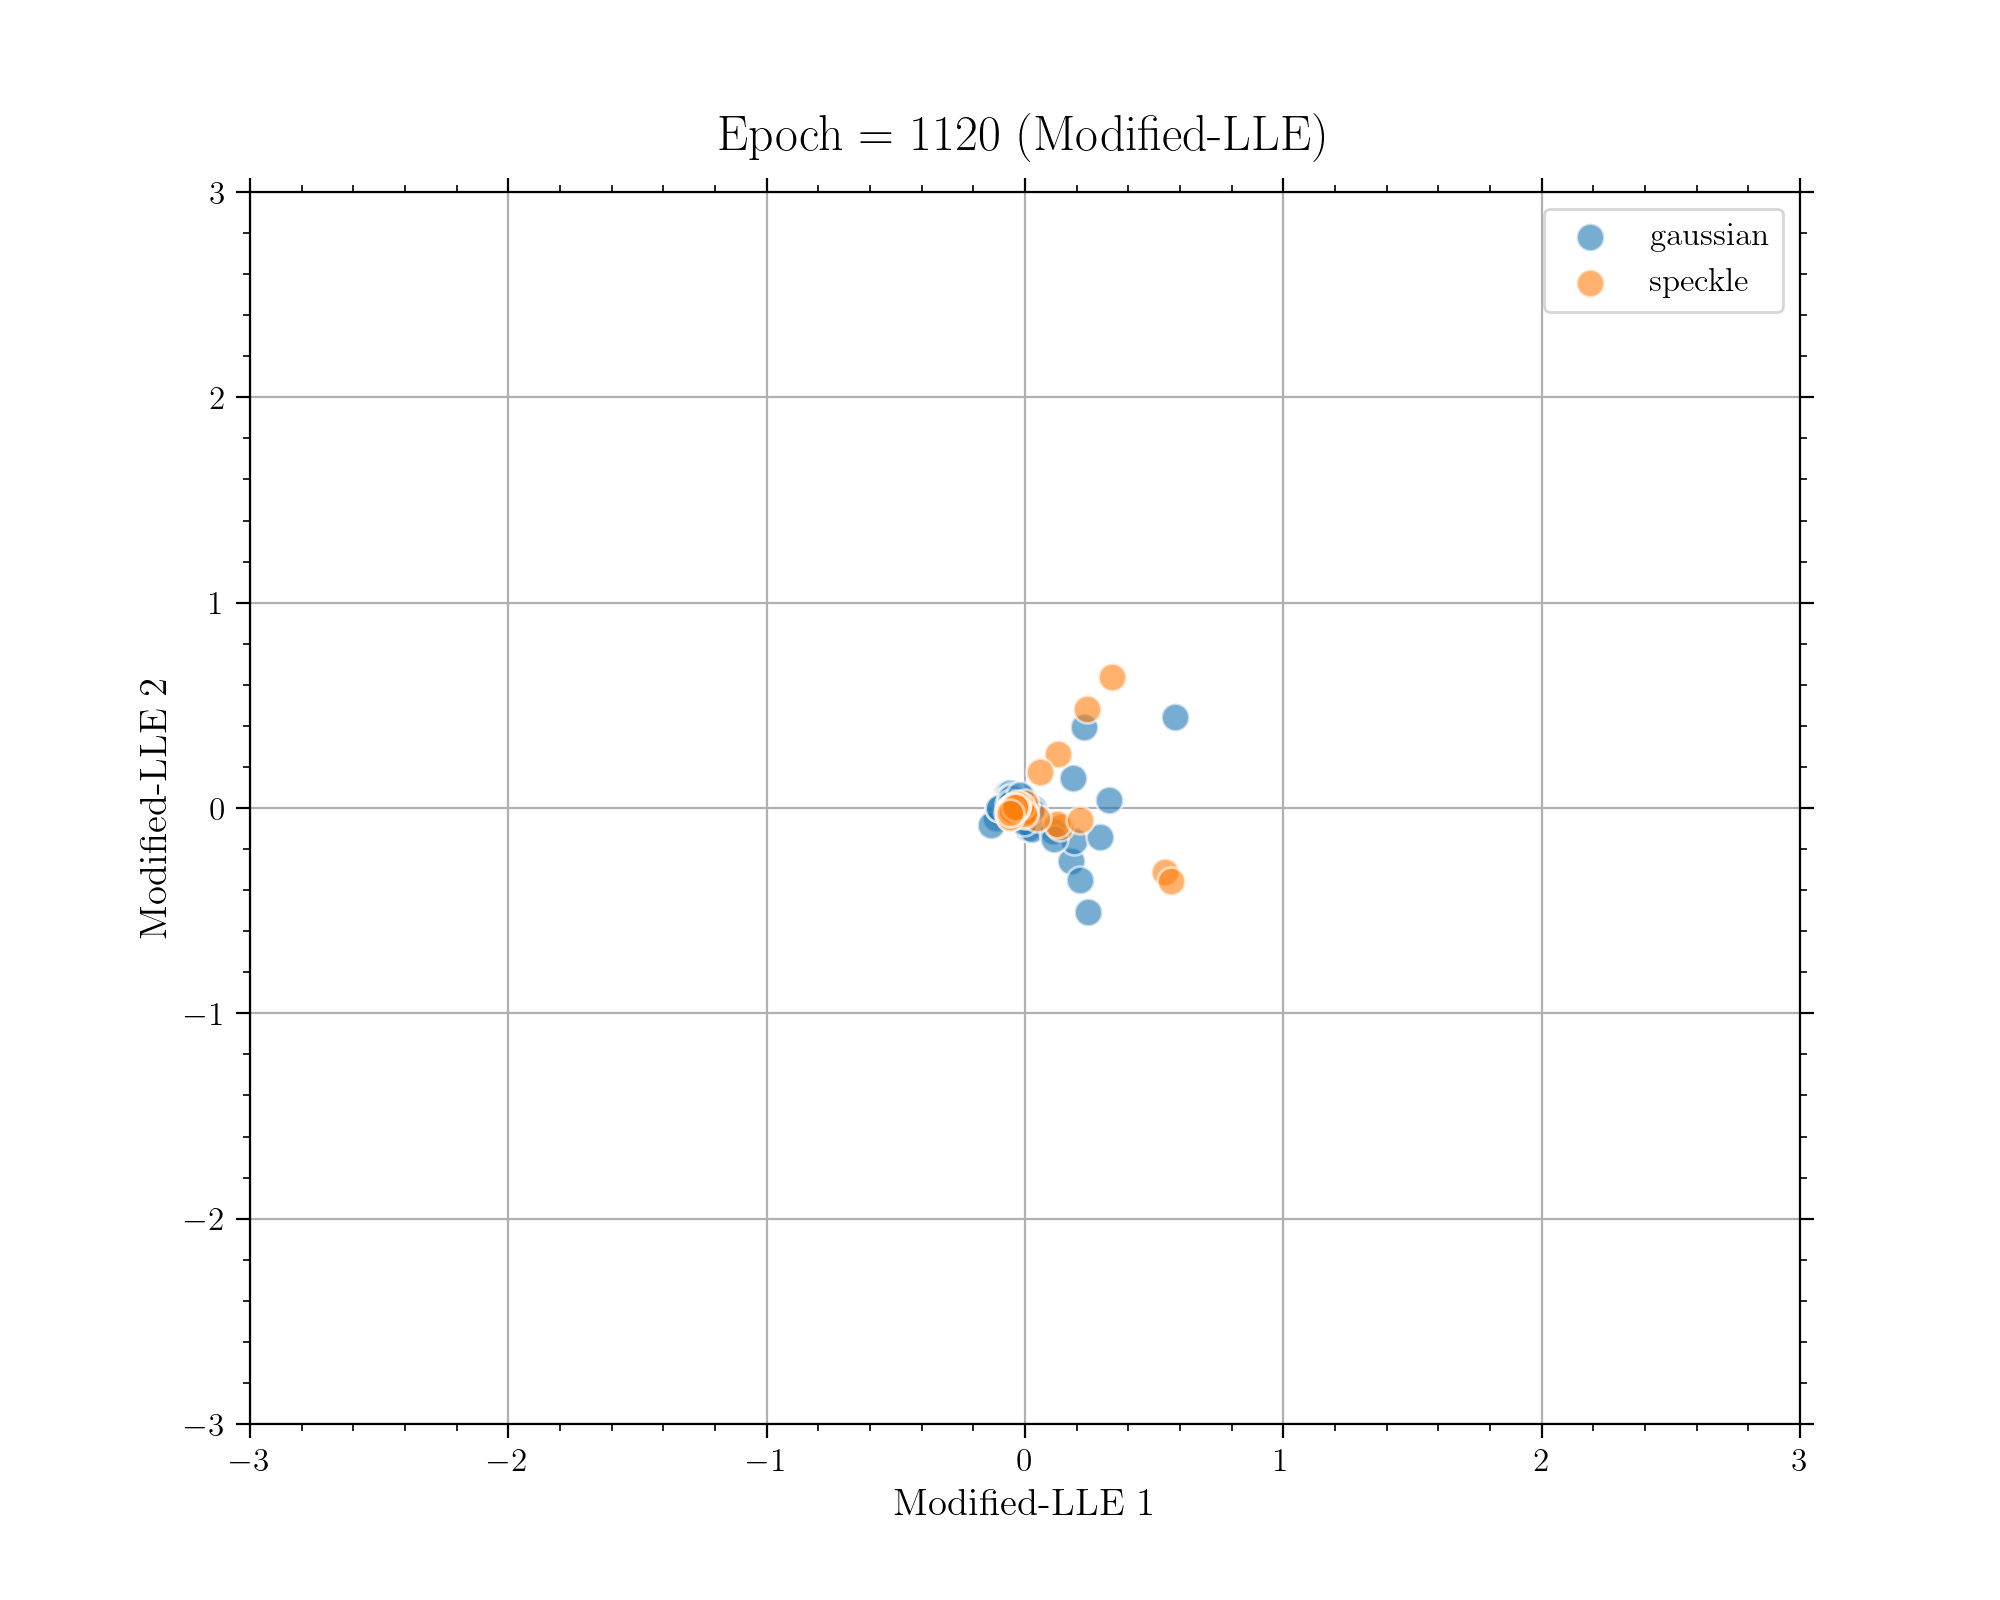 Epoch = 1120 (Modified-LLE)
gaussian
speckle
3
2
1
0
−1
−2
−3
Modified-LLE 2
−3
−2
−1
0
1
2
3
Modified-LLE 1